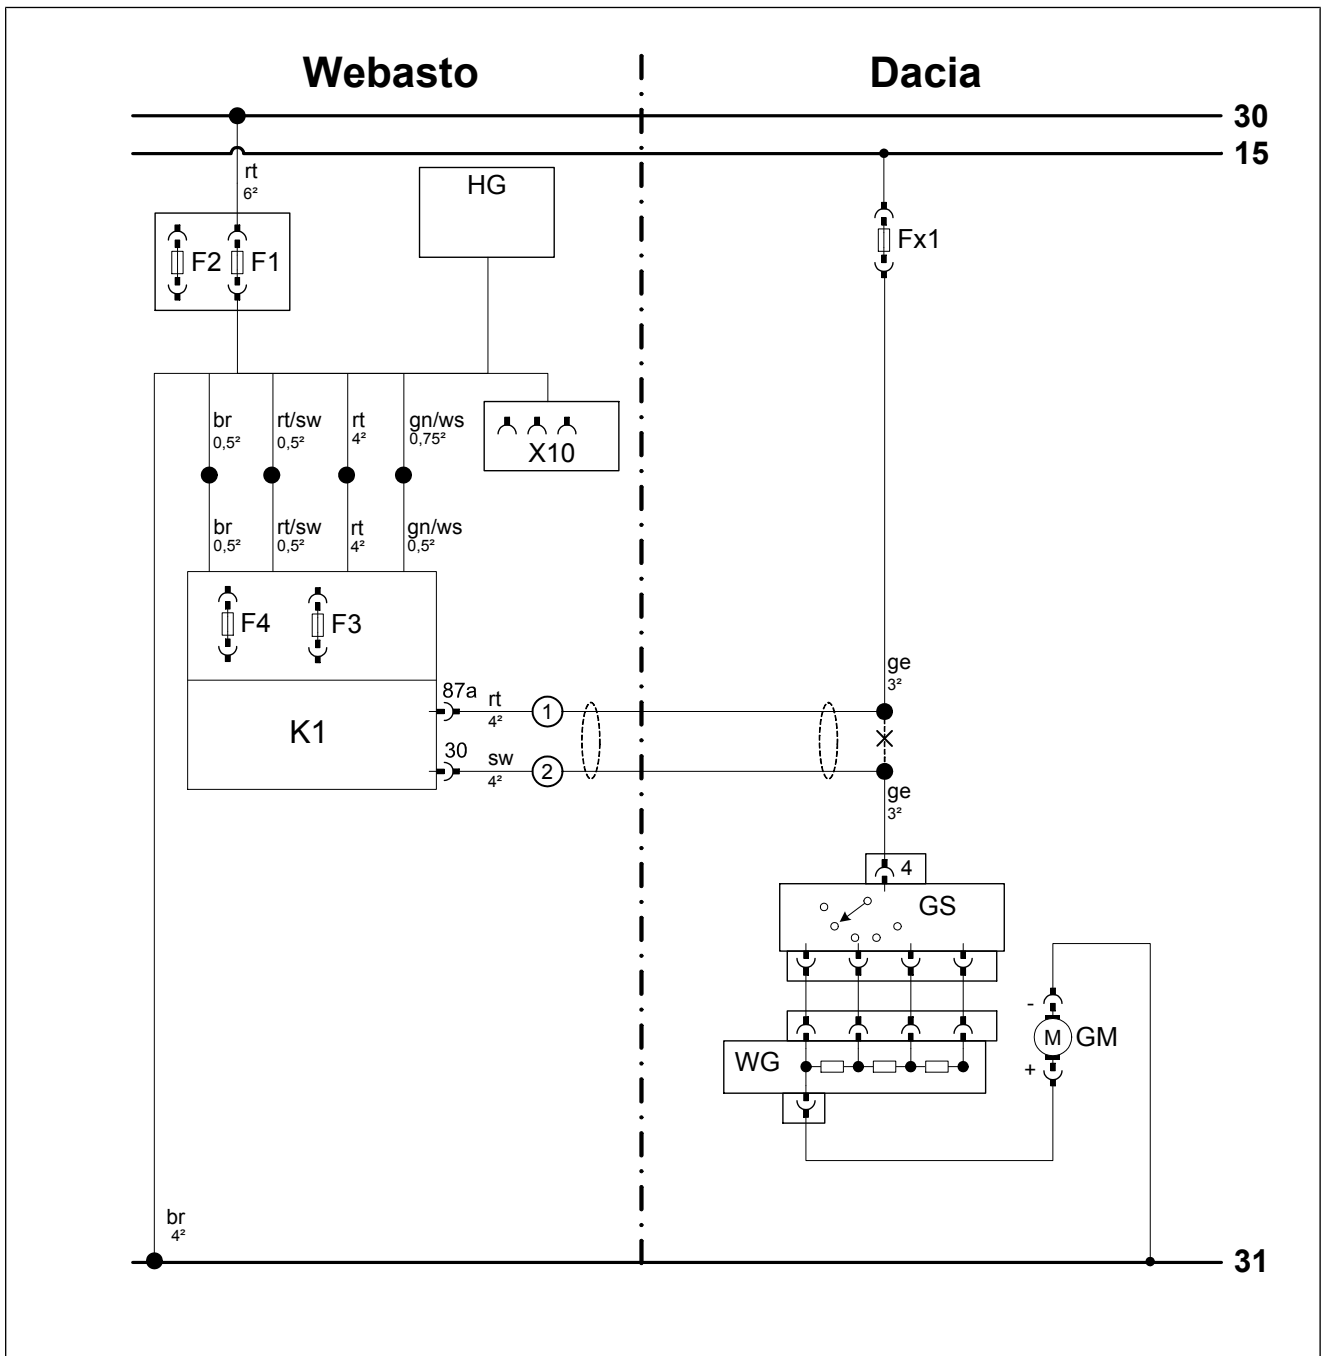 Webasto
Dacia
30
15
rt
6²
HG
F2
F1
Fx1
br
0,5²
rt/sw
0,5²
rt
4²
gn/ws
0,75²
X10
br
0,5²
rt/sw
0,5²
rt
4²
gn/ws
0,5²
F4
F3
ge
3²
87a
rt
4²
1
K1
30
sw
4²
2
ge
3²
4
GS
-
M
GM
WG
+
br
4²
31